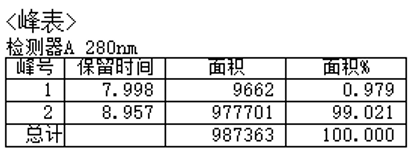 <峰表>
检测器A 280nm
峰号 保留时间 面积 面积%
1 7.998 9662 0.979
2 8.957 977701 99.021
总计 987363 100.000